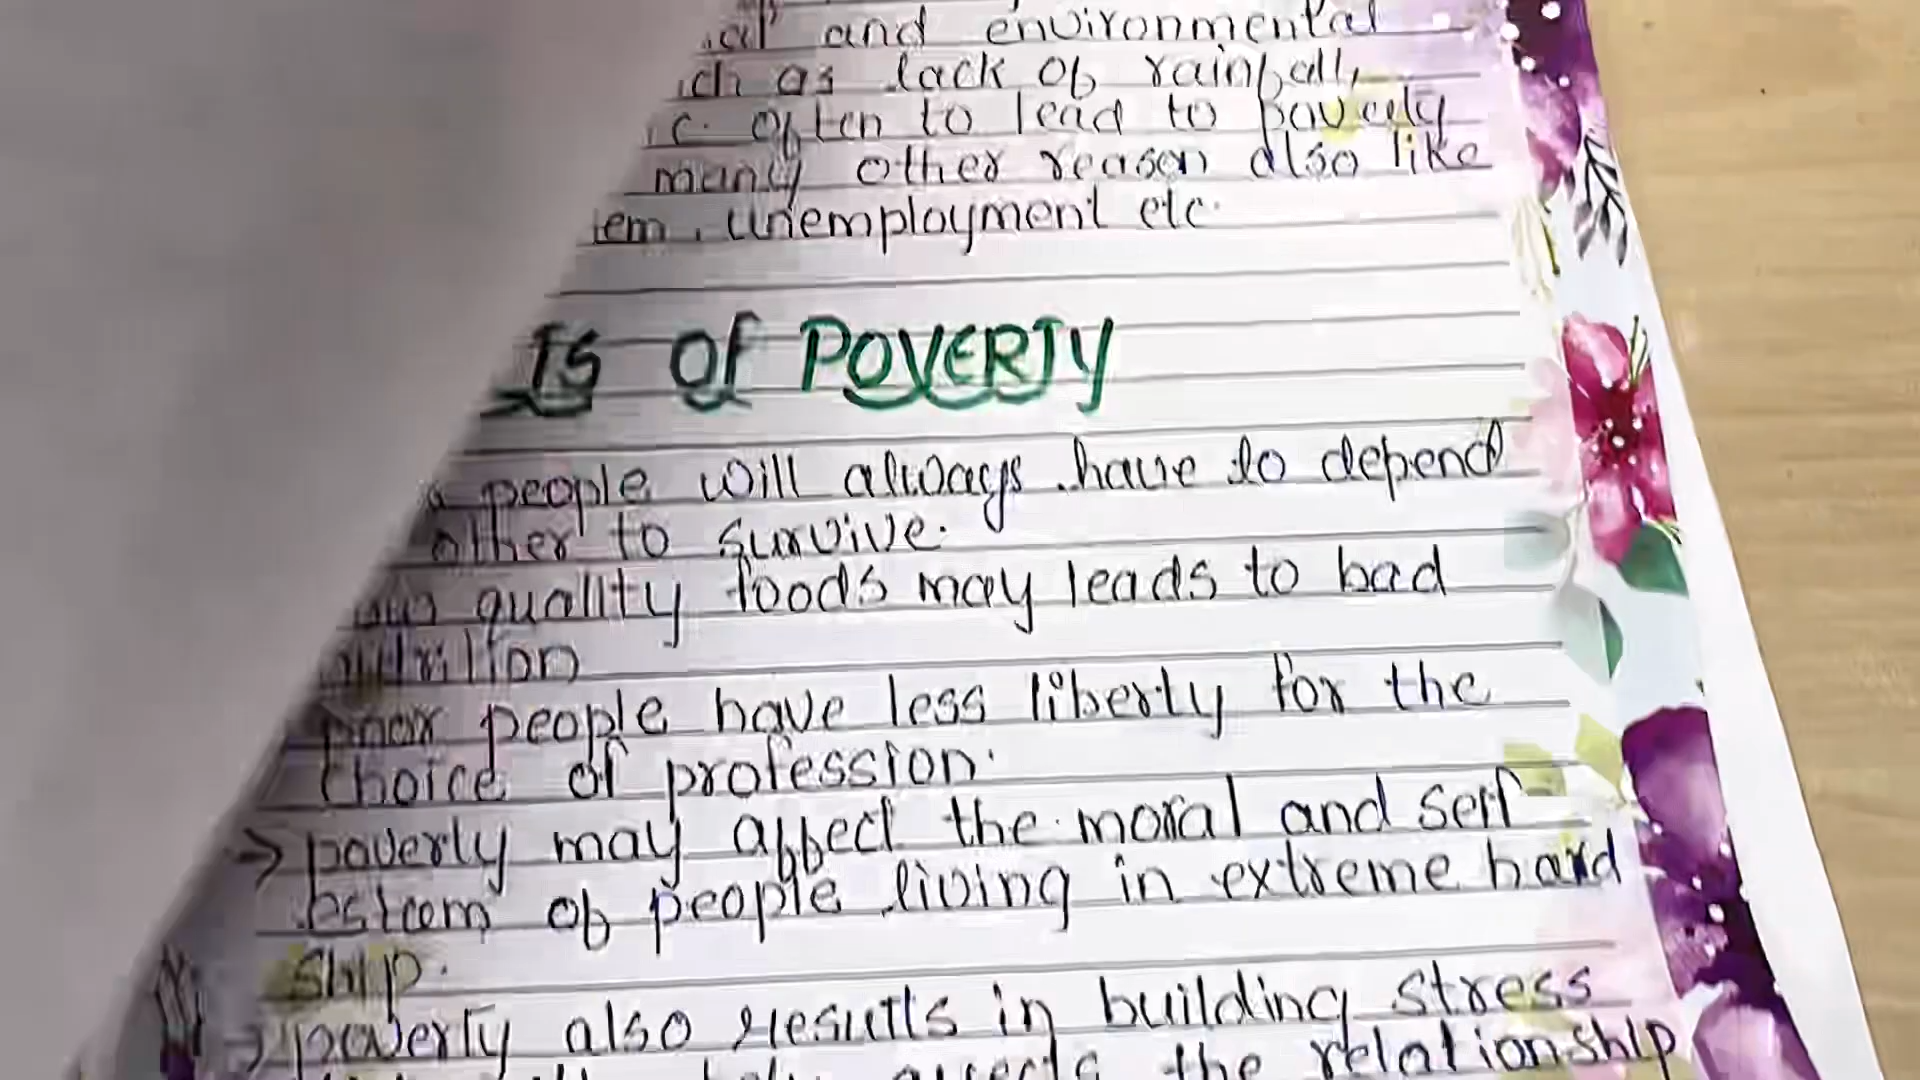 and environmental
as lack of rainfall,
often to lead to poverty
many other reason also like
unemployment etc.
OF POVERTY
people will always have to depend
other to survive.
quality foods may leads to bad
poor people have less liberty for the
choice of profession.
→ poverty may affect the moral and self
esteem of people living in extreme hard
ship.
→ poverty also results in building stress
the relationship